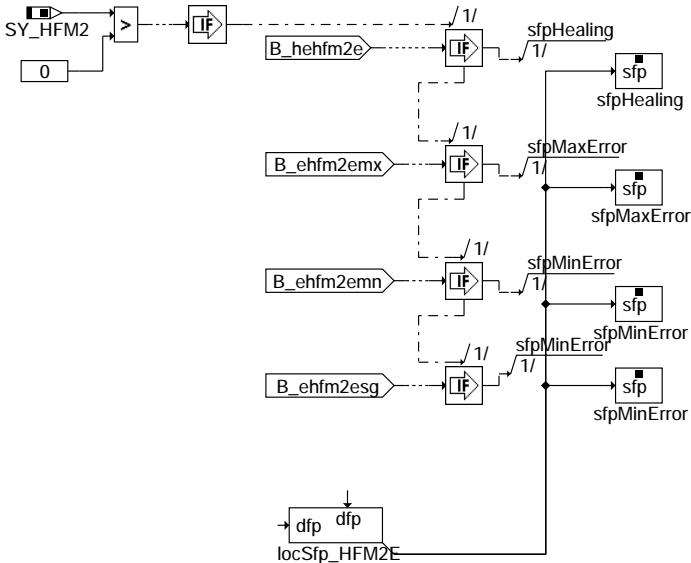 SY_HFM2
>
0
IF
1/
B_hehfm2e
IF
sfpHealing
1/
sfp
sfpHealing
1/
B_ehfm2emx
IF
sfpMaxError
1/
sfp
sfpMaxError
1/
B_ehfm2emn
IF
sfpMinError
1/
sfp
sfpMinError
1/
B_ehfm2esg
IF
sfpMinError
1/
sfp
sfpMinError
dfp
dfp
locSfp_HFM2E